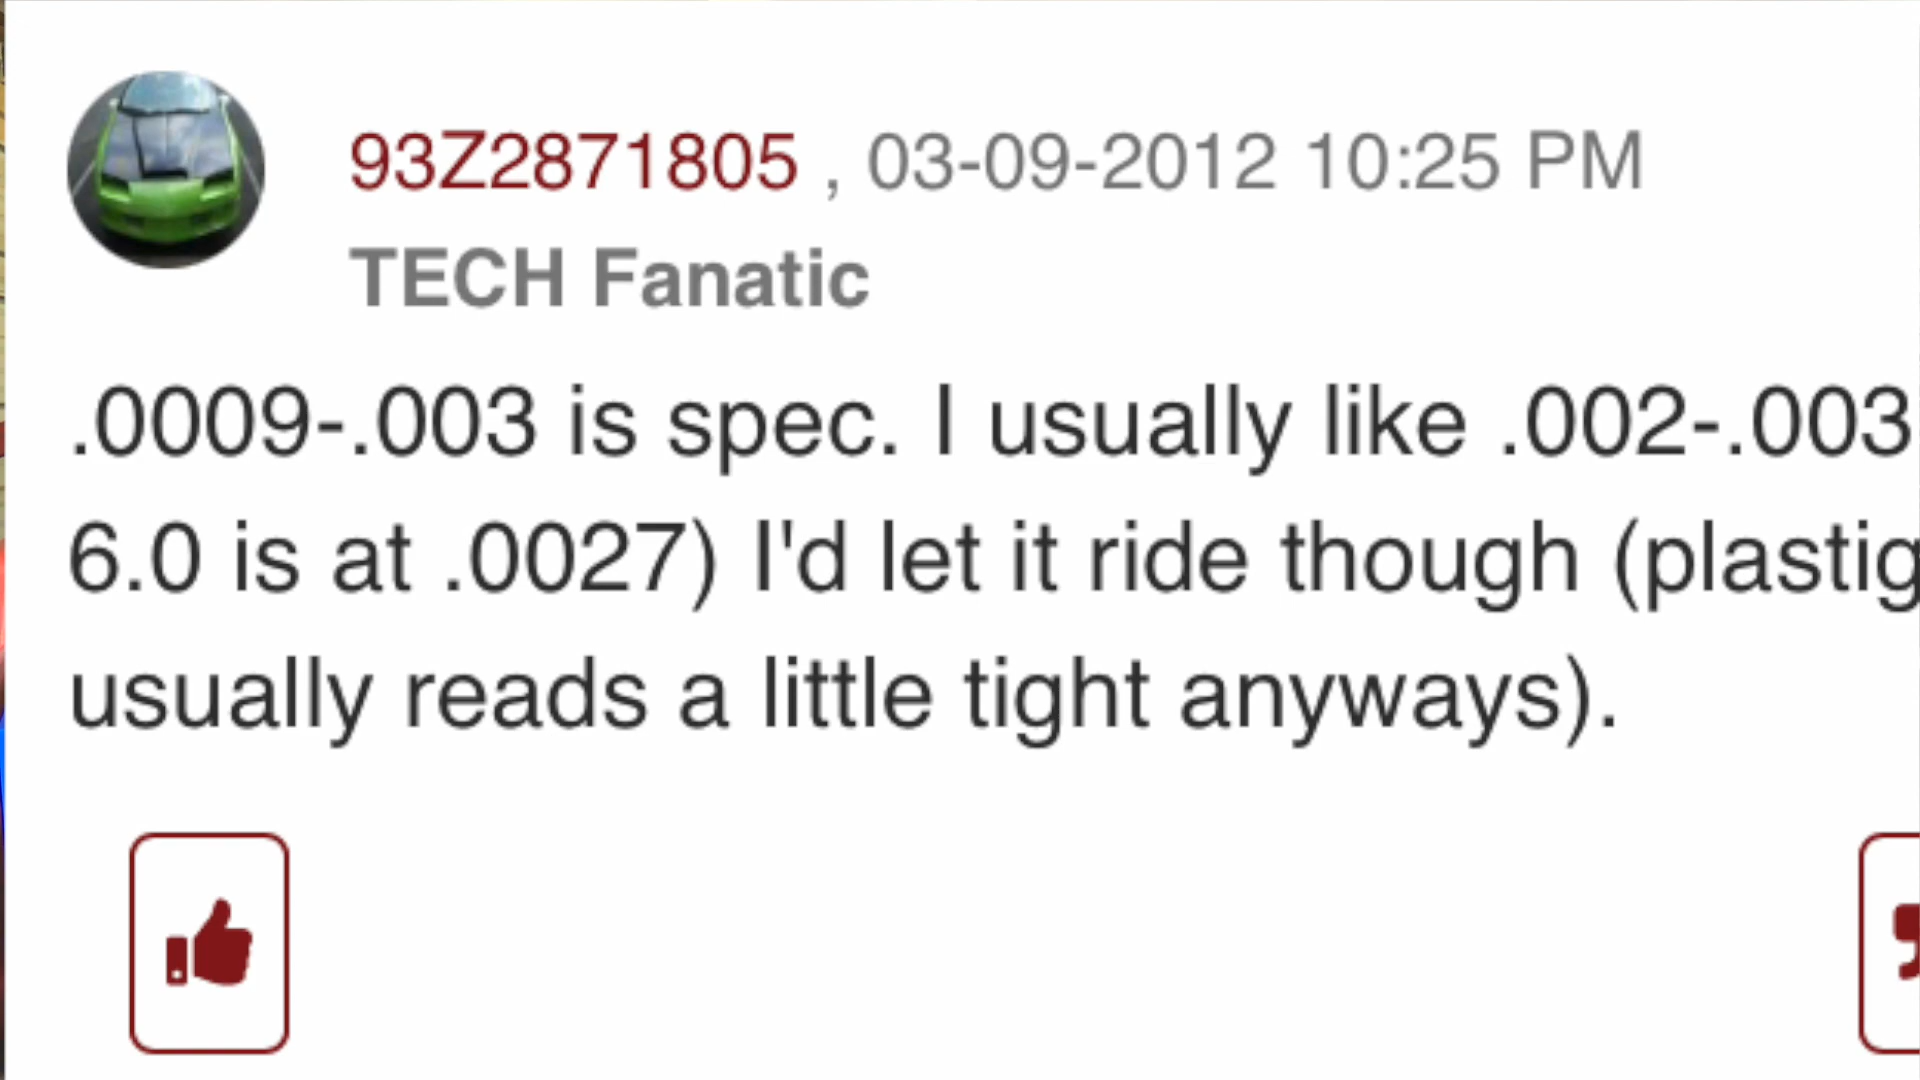 93Z2871805 , 03-09-2012 10:25 PM
TECH Fanatic
.0009-.003 is spec. I usually like .002-.003
6.0 is at .0027) I'd let it ride though (plastig
usually reads a little tight anyways).